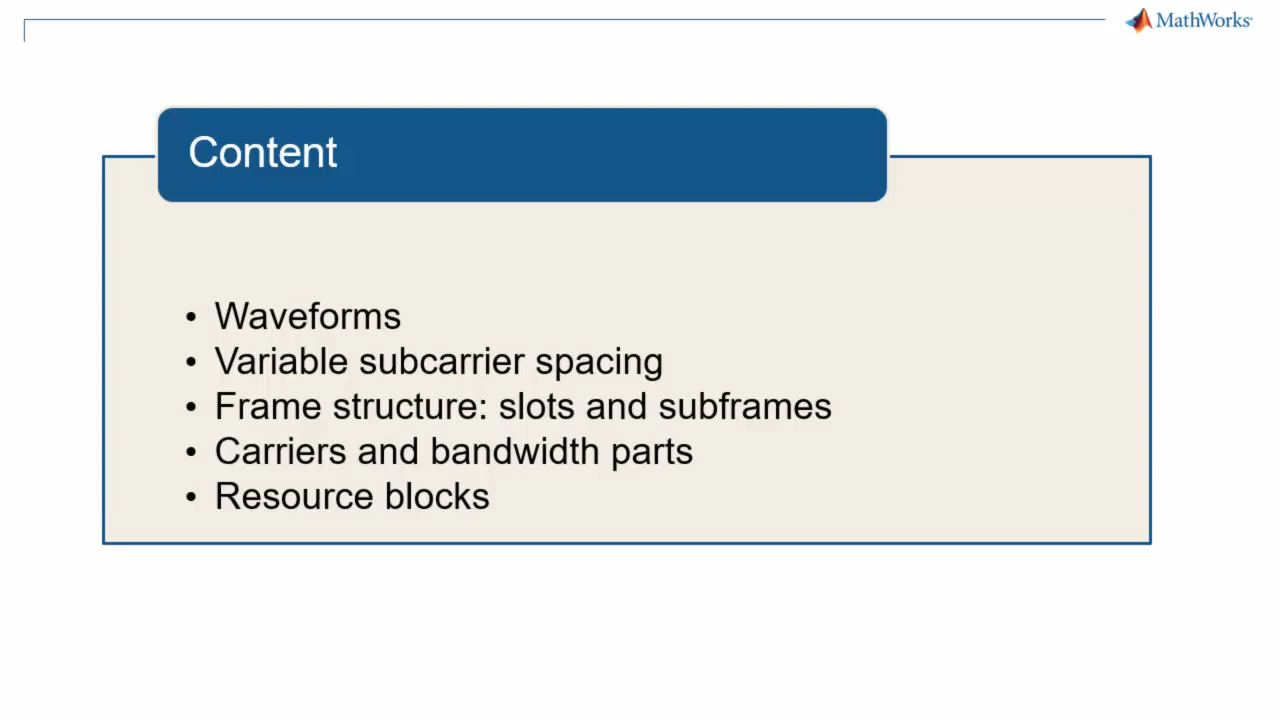 MathWorks
Content
• Waveforms
• Variable subcarrier spacing
• Frame structure: slots and subframes
• Carriers and bandwidth parts
• Resource blocks